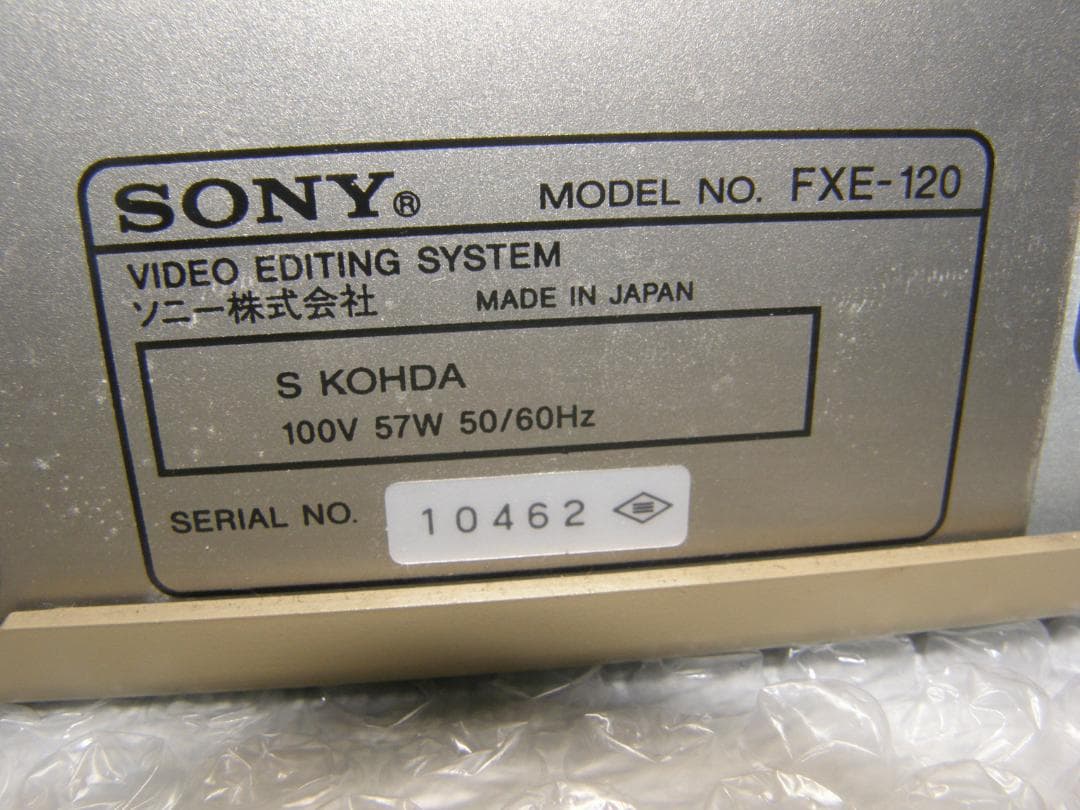 SONY® MODEL NO. FXE-120
VIDEO EDITING SYSTEM
ソニー株式会社 MADE IN JAPAN
S KOHDA
100V 57W 50/60Hz
SERIAL NO. 10462